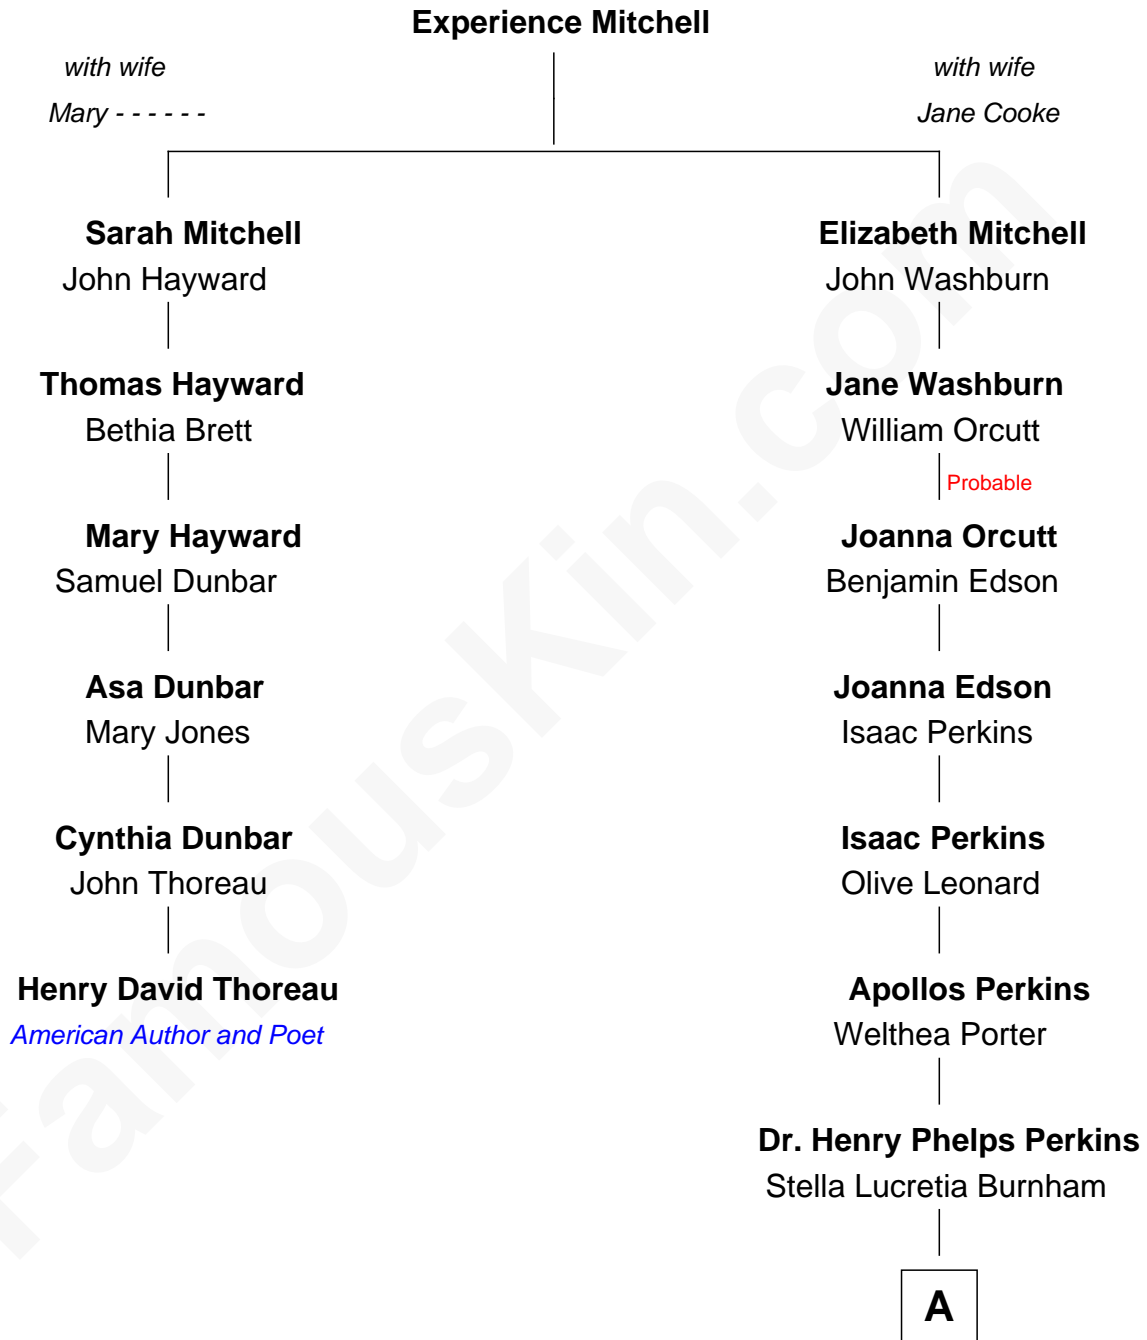 Experience Mitchell
with wife
Mary - - - - - -
with wife
Jane Cooke
Sarah Mitchell
John Hayward
Elizabeth Mitchell
John Washburn
Thomas Hayward
Bethia Brett
Jane Washburn
William Orcutt
Probable
Mary Hayward
Samuel Dunbar
Joanna Orcutt
Benjamin Edson
Asa Dunbar
Mary Jones
Joanna Edson
Isaac Perkins
Cynthia Dunbar
John Thoreau
Isaac Perkins
Olive Leonard
Henry David Thoreau
American Author and Poet
Apollos Perkins
Welthea Porter
Dr. Henry Phelps Perkins
Stella Lucretia Burnham
A
FamousKin.com